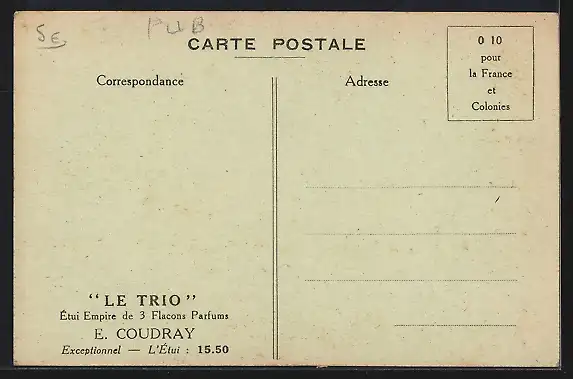 5E
PUB
CARTE POSTALE
Correspondance
Adresse
0 10
pour
la France
et
Colonies
"LE TRIO"
Étui Empire de 3 Flacons Parfums
E. COUDRAY
Exceptionnel — L'Étui : 15.50